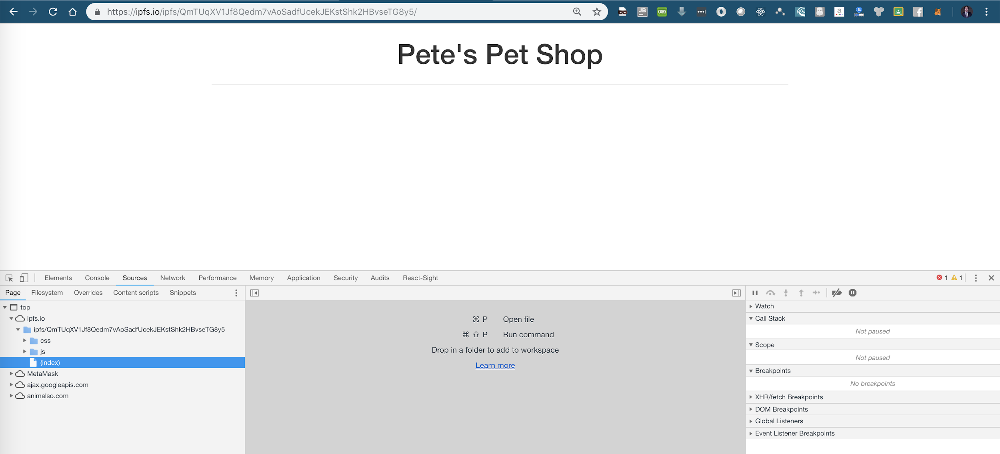 https://ipfs.io/ipfs/QmTUqXV1Jf8Qedm7vAoSadfUcekJEKstShk2HBvseTG8y5/
JB
CORS
a
a
f
Pete's Pet Shop
Elements Console Sources Network Performance Memory Application Security Audits React-Sight 1 1
Page Filesystem Overrides Content scripts Snippets
top
ipfs.io
ipfs/QmTUqXV1Jf8Qedm7vAoSadfUcekJEKstShk2HBvseTG8y5
css
js
(index)
MetaMask
ajax.googleapis.com
animalso.com
⌘ P Open file
⌘ ⇧ P Run command
Drop in a folder to add to workspace
Learn more
Watch
Call Stack
Not paused
Scope
Not paused
Breakpoints
No breakpoints
XHR/fetch Breakpoints
DOM Breakpoints
Global Listeners
Event Listener Breakpoints